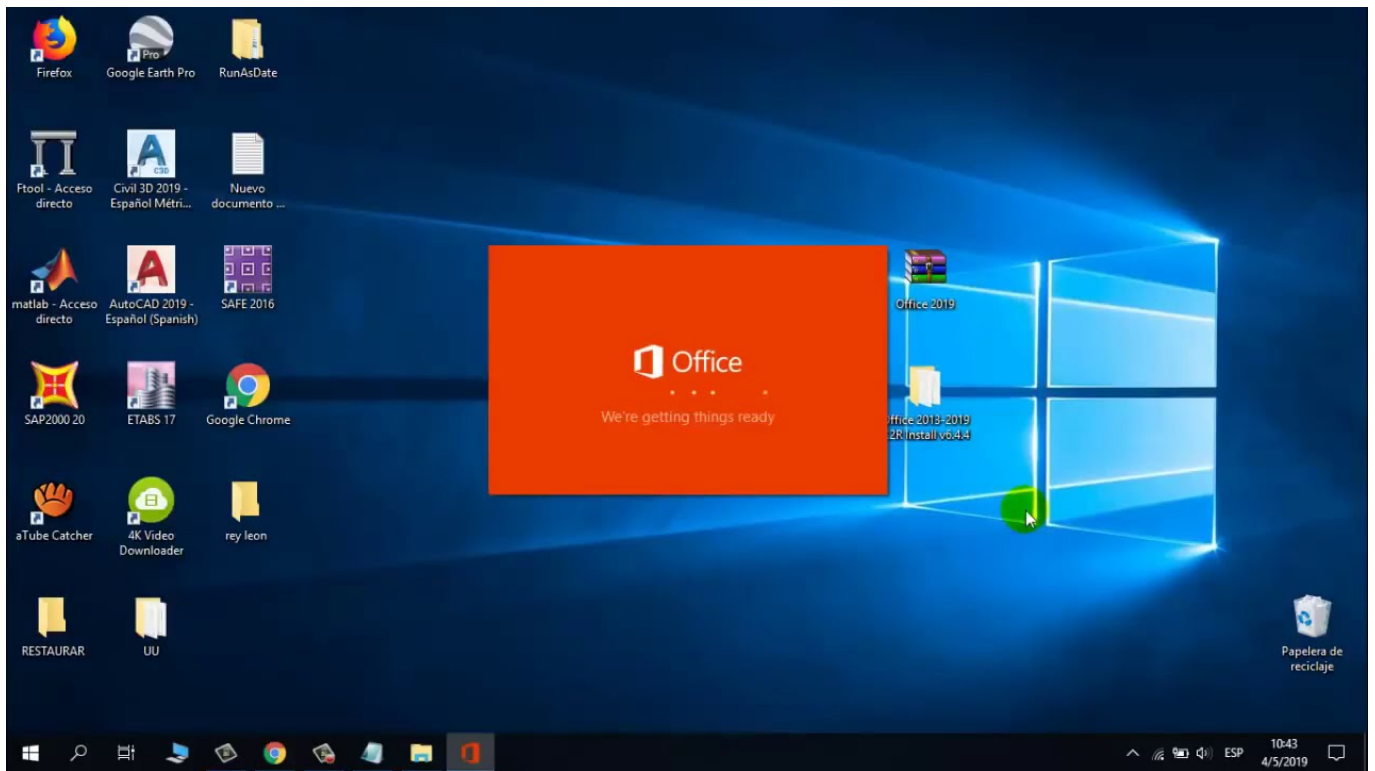 Firefox
Google Earth Pro
Pro
RunAsDate
Ftool - Acceso
directo
C3D
Civil 3D 2019 -
Español Métri...
Nuevo
documento ...
matlab - Acceso
directo
AutoCAD 2019 -
Español (Spanish)
SAFE 2016
Office 2019
Office
We're getting things ready
SAP2000 20
ETABS 17
Google Chrome
ffice 2013-2019
2R Install v6.4.4
aTube Catcher
4K Video
Downloader
rey leon
RESTAURAR
UU
Papelera de
reciclaje
ESP
10:43
4/5/2019